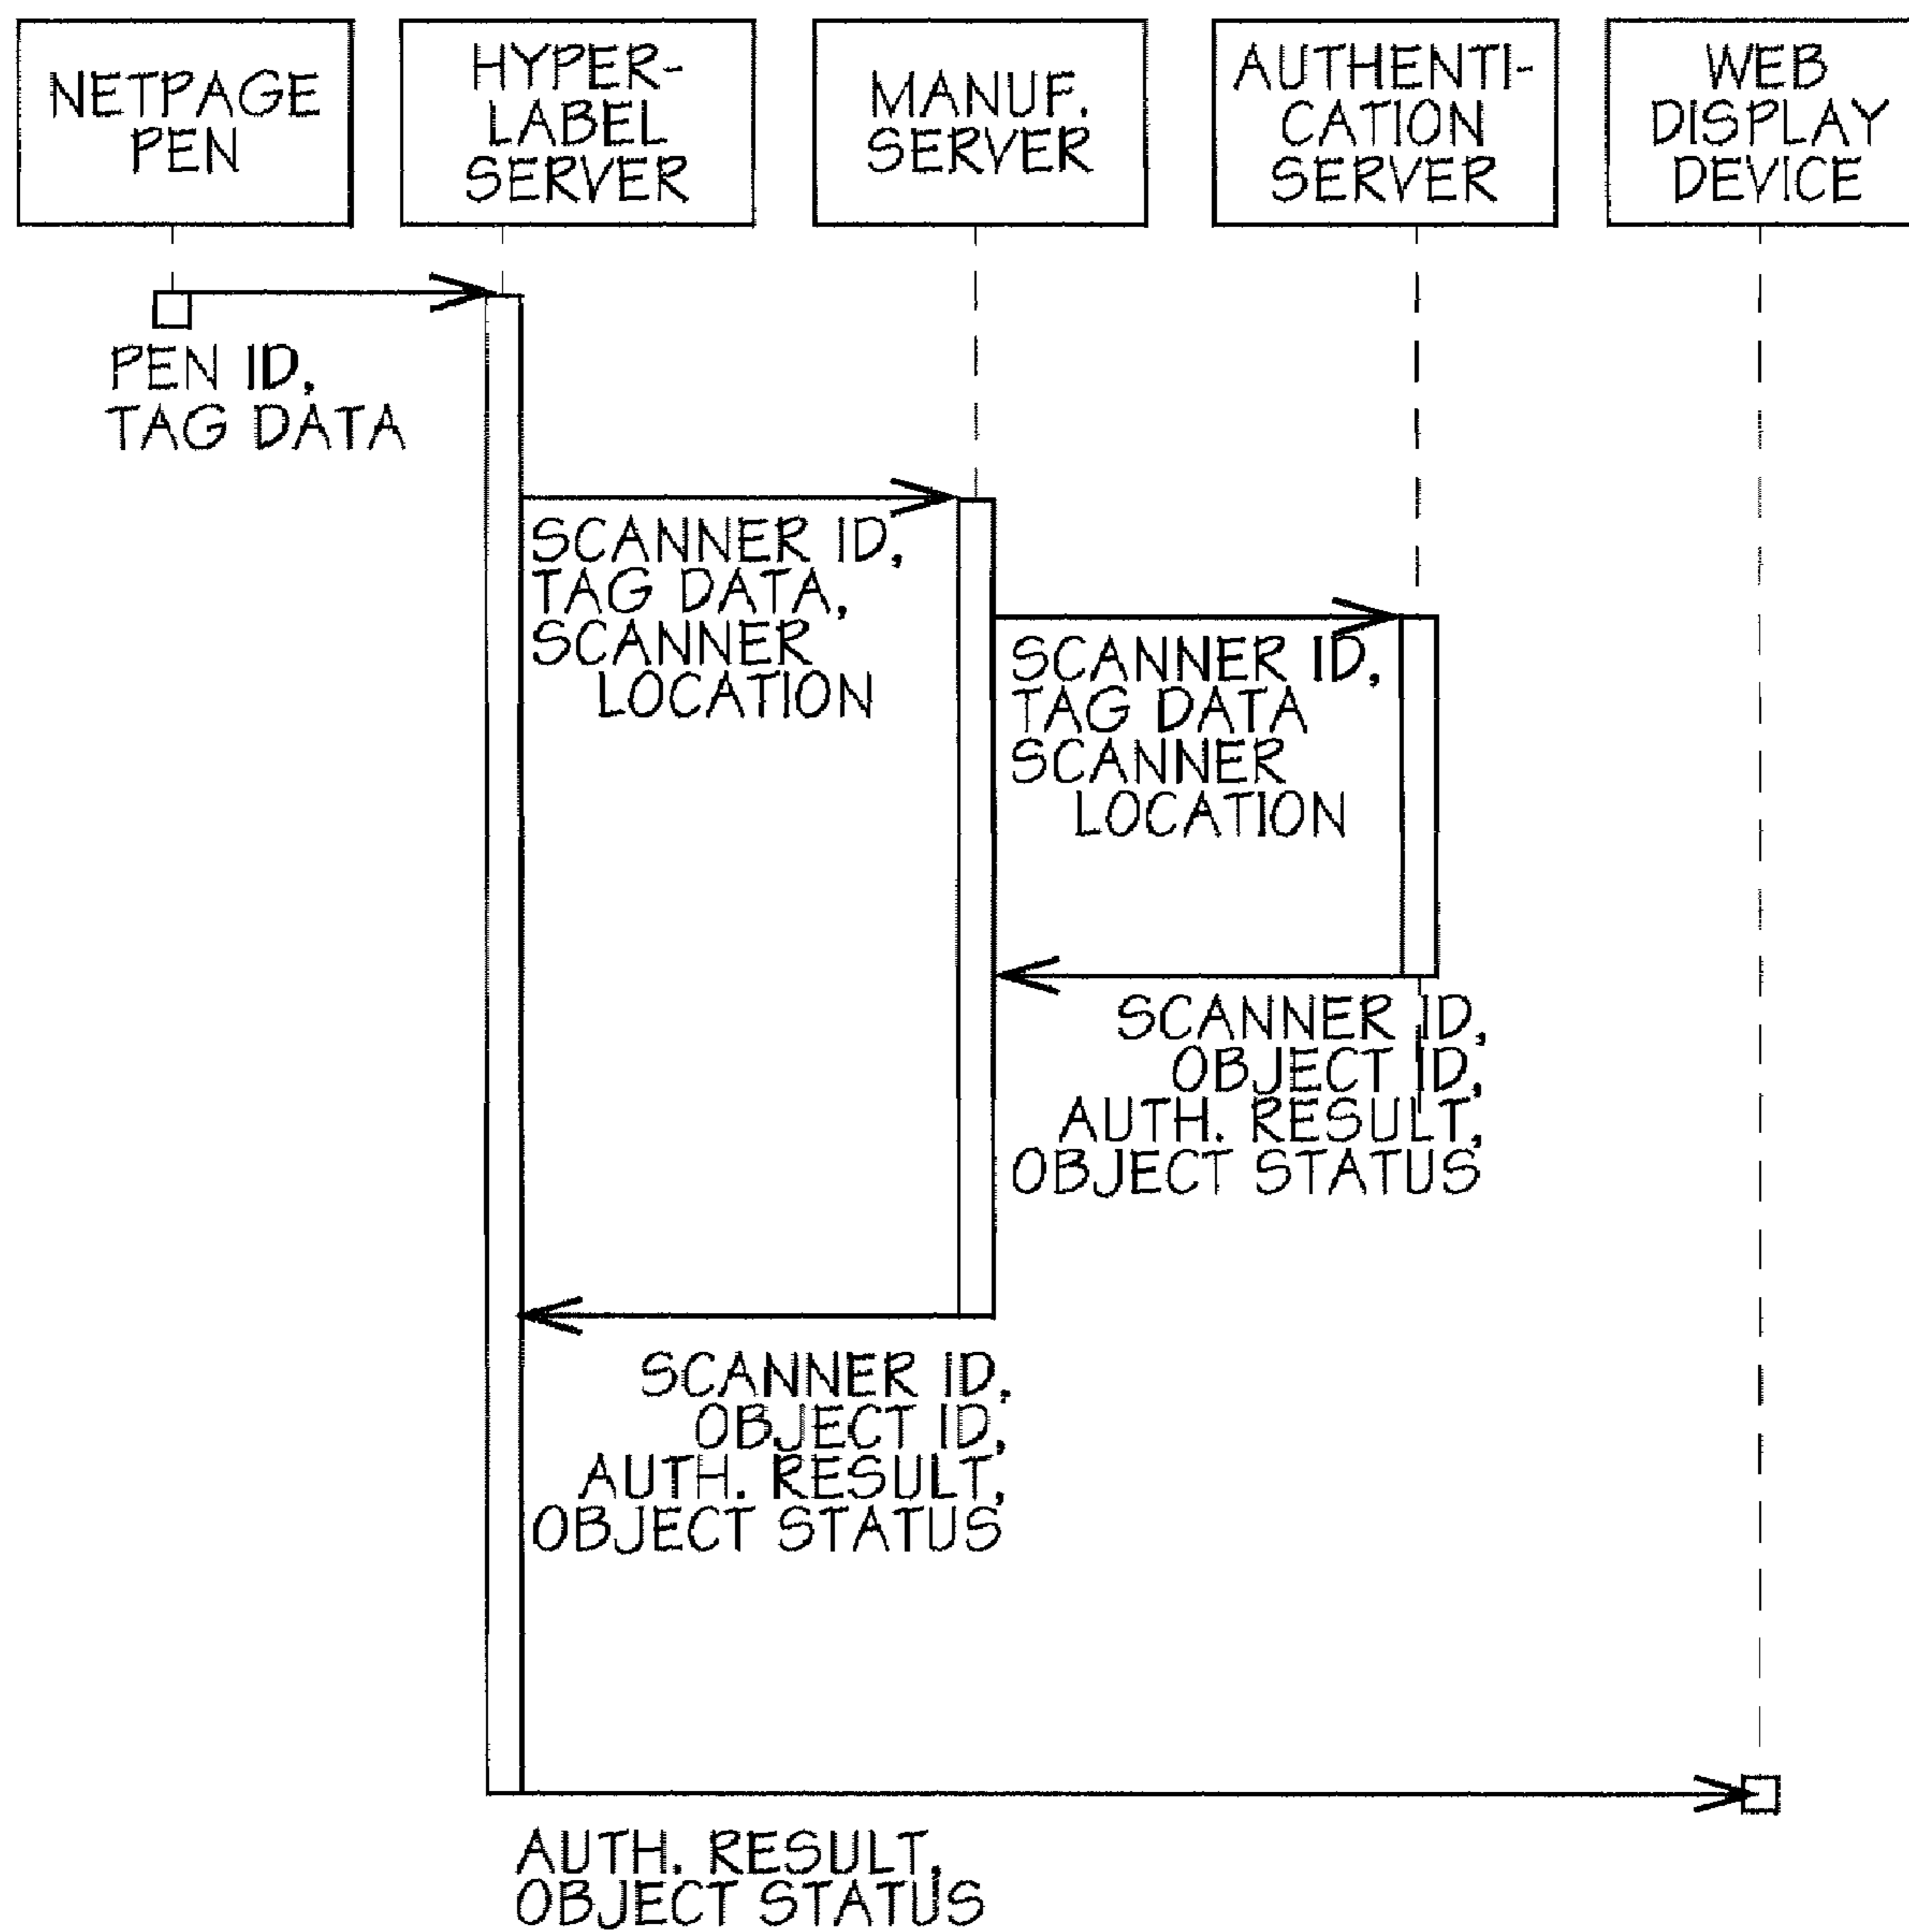 NETPAGE
PEN
HYPER-
LABEL
SERVER
MANUF.
SERVER
AUTHENTI-
CATION
SERVER
WEB
DISPLAY
DEVICE
PEN ID,
TAG DATA
SCANNER ID,
TAG DATA,
SCANNER
LOCATION
SCANNER ID,
TAG DATA
SCANNER
LOCATION
SCANNER ID,
OBJECT ID,
AUTH. RESULT,
OBJECT STATUS
SCANNER ID,
OBJECT ID,
AUTH. RESULT,
OBJECT STATUS
AUTH. RESULT,
OBJECT STATUS